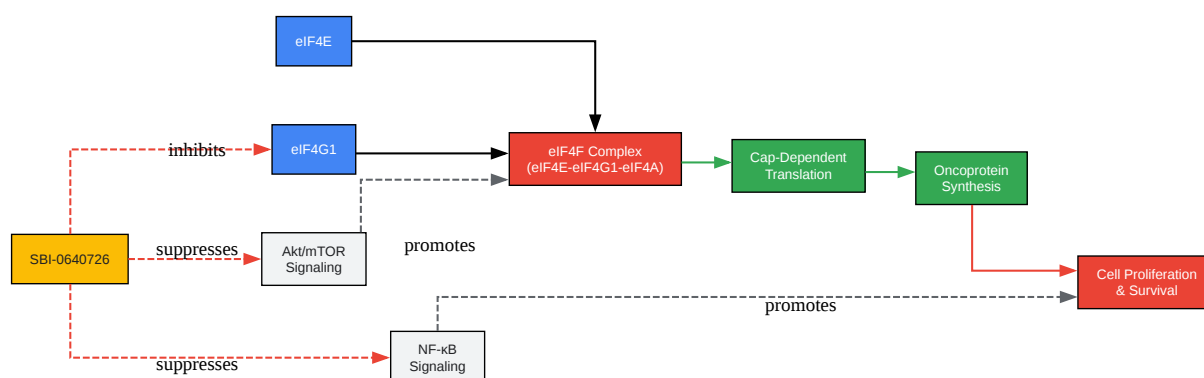 eIF4E
inhibits
eIF4G1
eIF4F Complex
(eIF4E-eIF4G1-eIF4A)
Cap-Dependent
Translation
Oncoprotein
Synthesis
SBI-0640726
suppresses
Akt/mTOR
Signaling
promotes
Cell Proliferation
& Survival
promotes
suppresses
NF-κB
Signaling